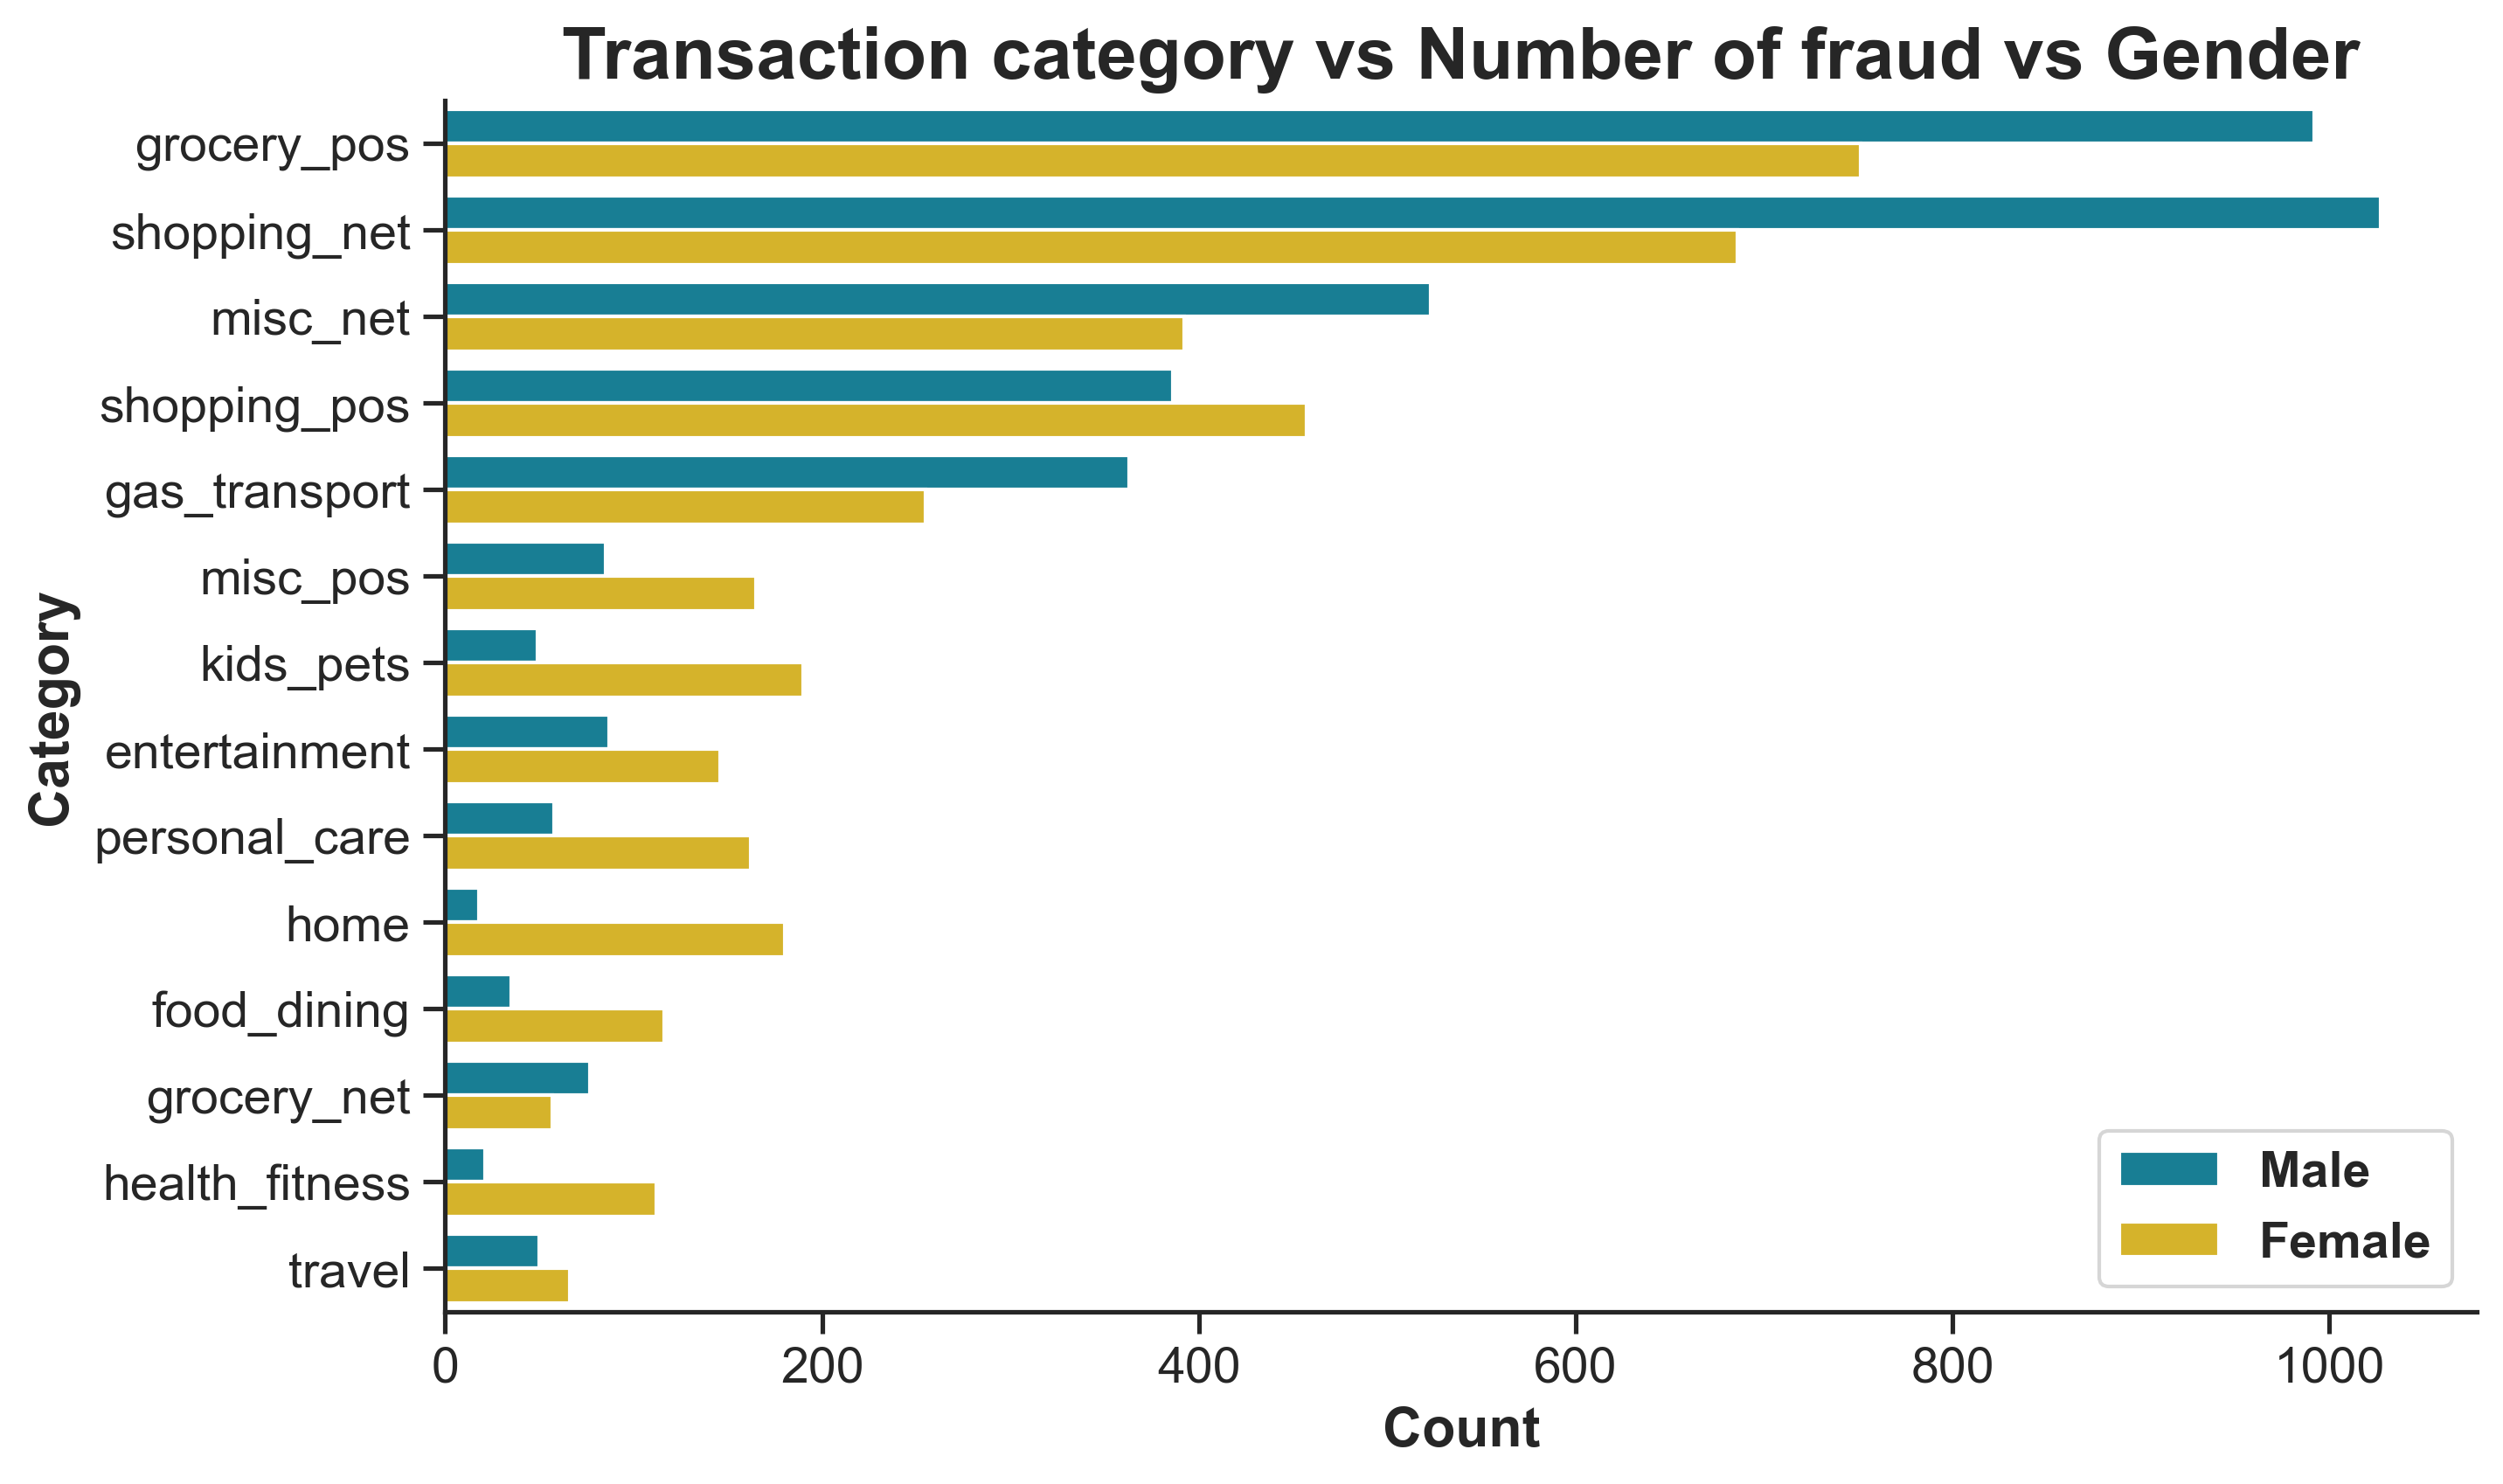 Transaction category vs Number of fraud vs Gender
grocery_pos
shopping_net
misc_net
shopping_pos
gas_transport
misc_pos
kids_pets
entertainment
personal_care
home
food_dining
grocery_net
health_fitness
travel
Category
Male
Female
0 200 400 600 800 1000
Count